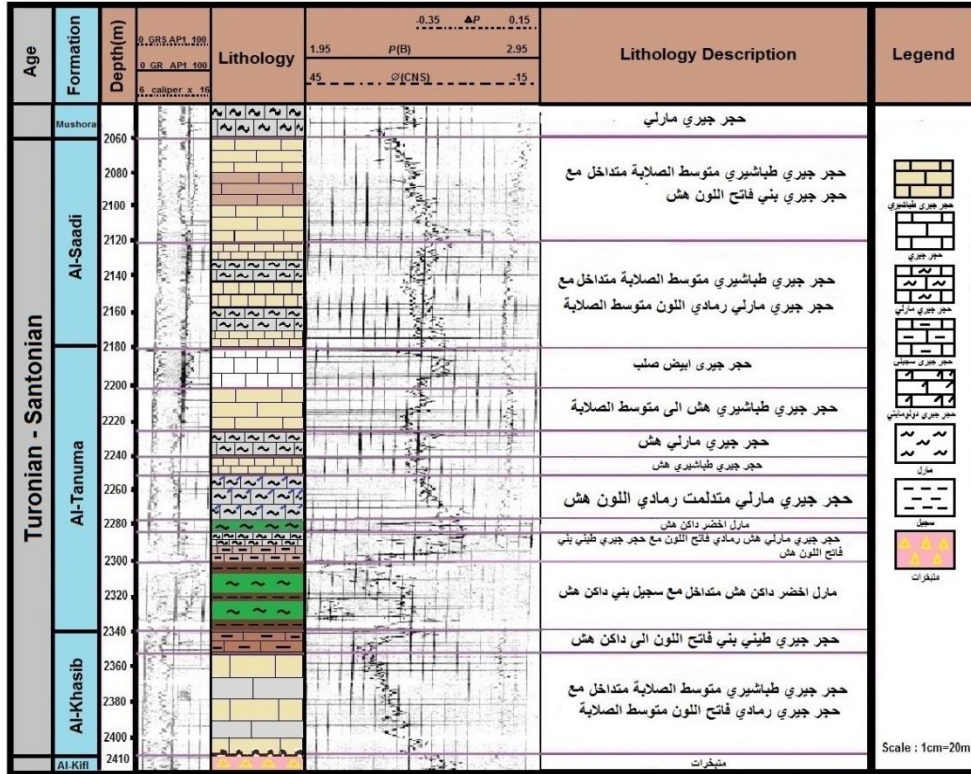 Age
Formation
Depth(m)
0 GRS AP1 100
0 GR AP1 100
6 caliper x 16
Lithology
-0.35 ΔP 0.15
1.95 P(B) 2.95
45 Ø(CNS) -15
Lithology Description
Legend
Turonian - Santonian
Mushora
Al-Saadi
Al-Tanuma
Al-Khasib
Al-Kifl
2060
2080
2100
2120
2140
2160
2180
2200
2220
2240
2260
2280
2300
2320
2340
2360
2380
2400
2410
حجر جيري مارلي
حجر جيري طباشيري متوسط الصلابة متداخل مع
حجر جيري بني فاتح اللون هش
حجر جيري طباشيري متوسط الصلابة متداخل مع
حجر جيري مارلي رمادي اللون متوسط الصلابة
حجر جيرى ابيض صلب
حجر جيري طباشيري هش الى متوسط الصلابة
حجر جيري مارلي هش
حجر جيري طباشيري هش
حجر جيري مارلي متدلمت رمادي اللون هش
مارل اخضر داكن هش
حجر جيري مارلي هش رمادي فاتح اللون مع حجر جيري طيني بني
فاتح اللون هش
مارل اخضر داكن هش متداخل مع سجيل بني داكن هش
حجر جيري طيني بني فاتح اللون الى داكن هش
حجر جيري طباشيري متوسط الصلابة متداخل مع
حجر جيري رمادي فاتح اللون متوسط الصلابة
متبخرات
حجر جيري طباشيري
حجر جيري
حجر جيري مارلي
حجر جيري سجيلي
حجر جيري دولومايتي
مارل
سجيل
متبخرات
Scale : 1cm=20m